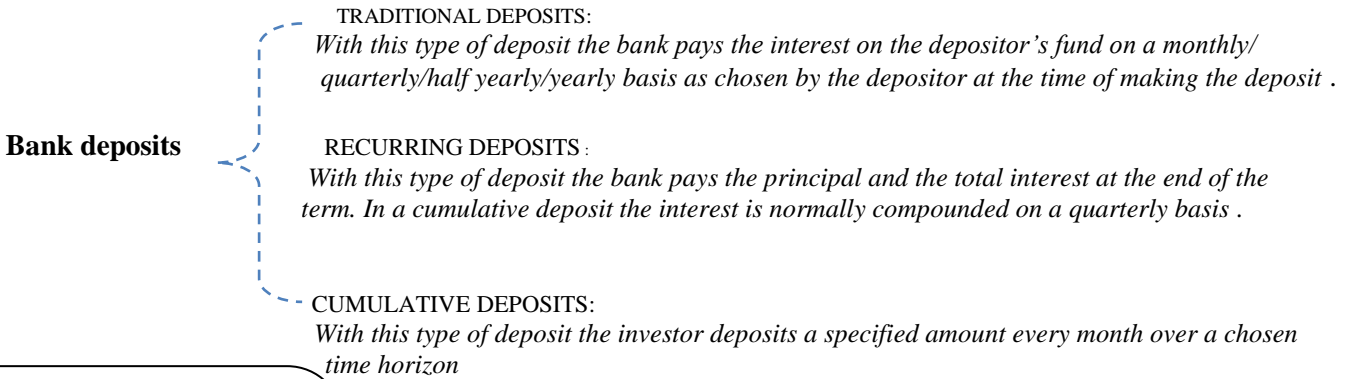 TRADITIONAL DEPOSITS:
With this type of deposit the bank pays the interest on the depositor’s fund on a monthly/
quarterly/half yearly/yearly basis as chosen by the depositor at the time of making the deposit .
Bank deposits
RECURRING DEPOSITS :
With this type of deposit the bank pays the principal and the total interest at the end of the
term. In a cumulative deposit the interest is normally compounded on a quarterly basis .
CUMULATIVE DEPOSITS:
With this type of deposit the investor deposits a specified amount every month over a chosen
time horizon